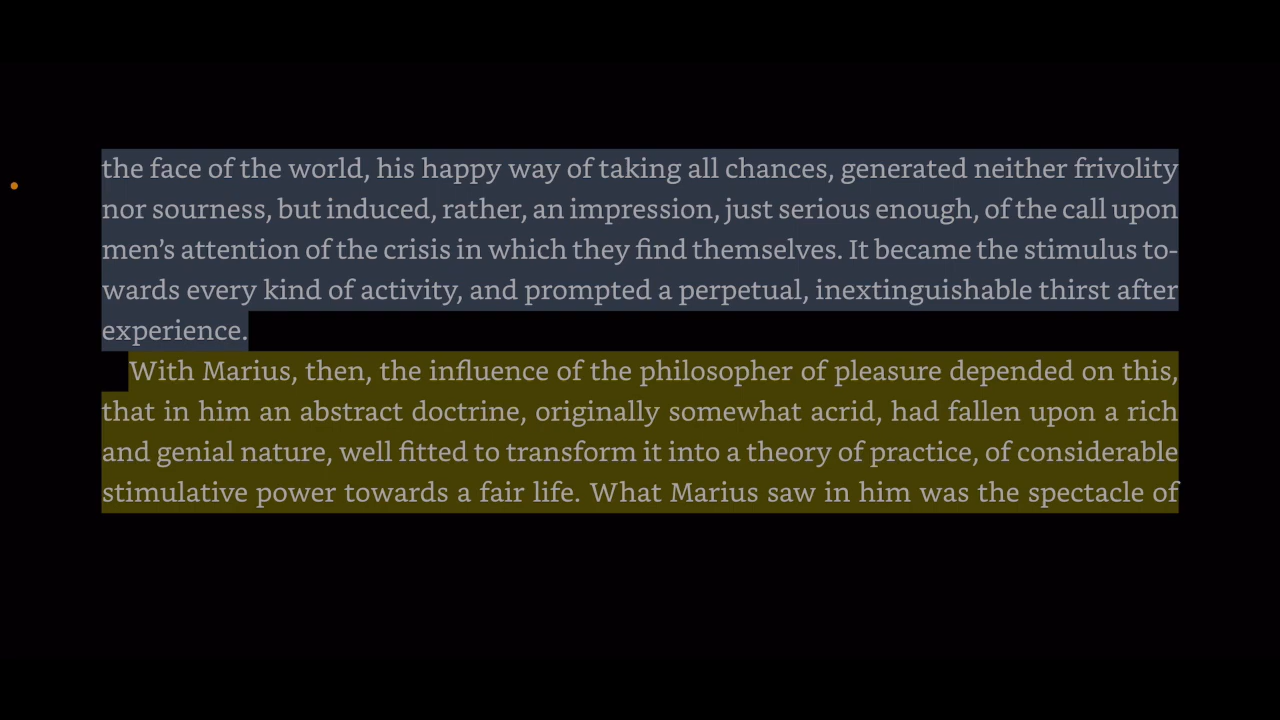 the face of the world, his happy way of taking all chances, generated neither frivolity
nor sourness, but induced, rather, an impression, just serious enough, of the call upon
men’s attention of the crisis in which they find themselves. It became the stimulus to-
wards every kind of activity, and prompted a perpetual, inextinguishable thirst after
experience.
With Marius, then, the influence of the philosopher of pleasure depended on this,
that in him an abstract doctrine, originally somewhat acrid, had fallen upon a rich
and genial nature, well fitted to transform it into a theory of practice, of considerable
stimulative power towards a fair life. What Marius saw in him was the spectacle of